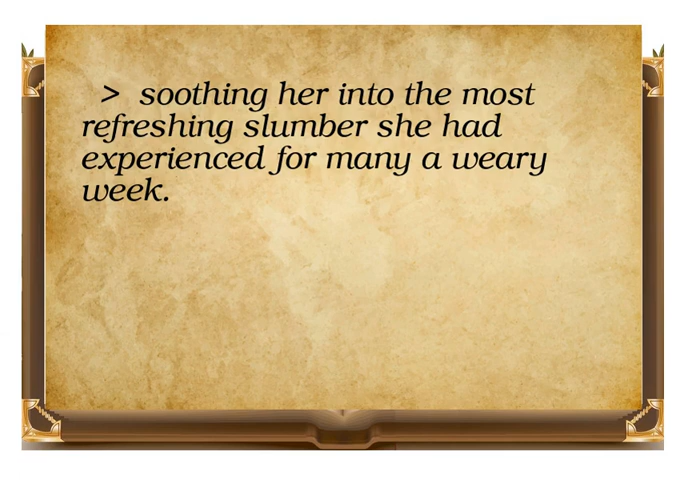 > soothing her into the most
refreshing slumber she had
experienced for many a weary
week.